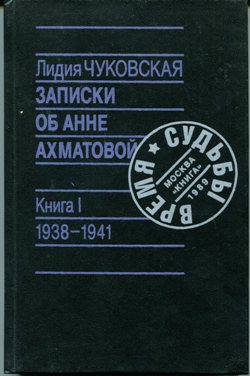 Лидия ЧУКОВСКАЯ
ЗАПИСКИ
ОБ АННЕ
АХМАТОВОЙ
Книга I
1938–1941
ВРЕМЯ ★ СУДЬБЫ
МОСКВА
«КНИГА»
1989